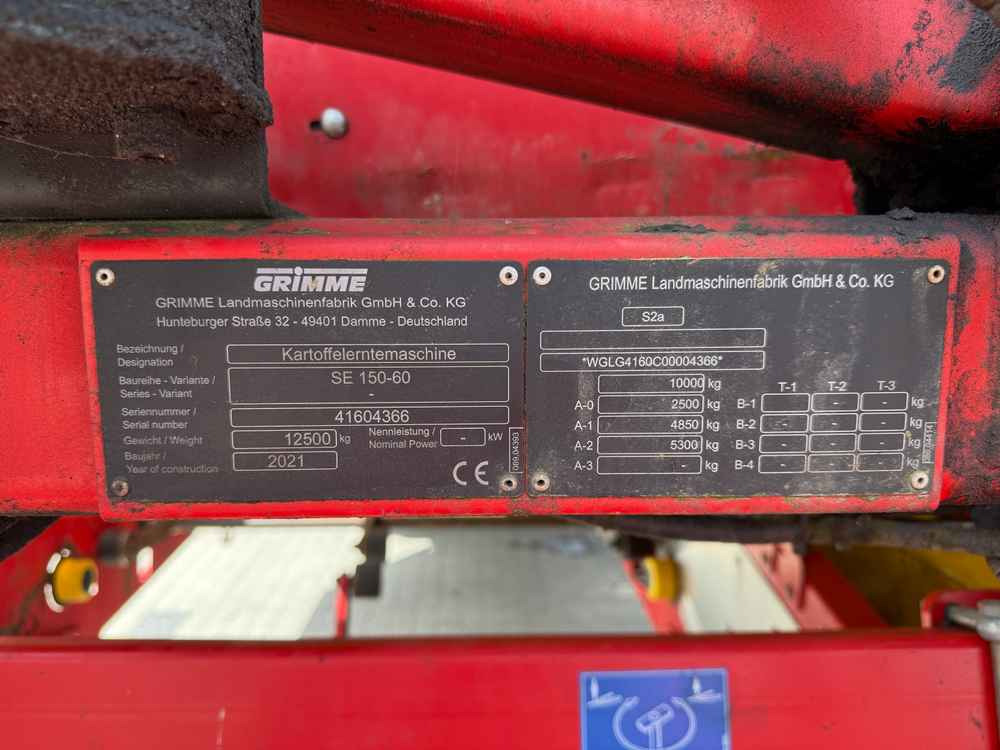 GRIMME
GRIMME Landmaschinenfabrik GmbH & Co. KG
Hunteburger Straße 32 - 49401 Damme - Deutschland
Bezeichnung / Designation Kartoffelerntemaschine
Baureihe - Variante / Series - Variant SE 150-60 -
Seriennummer / Serial number 41604366
Gewicht / Weight 12500 kg Nennleistung / Nominal Power - kW
Baujahr / Year of construction 2021
CE
089.04393
GRIMME Landmaschinenfabrik GmbH & Co. KG
S2a
*WGLG4160C00004366*
10000 kg
A-0 2500 kg
A-1 4850 kg
A-2 5300 kg
A-3 - kg
T-1 T-2 T-3
B-1 - - kg
B-2 - - - kg
B-3 - - - kg
B-4 - - - kg